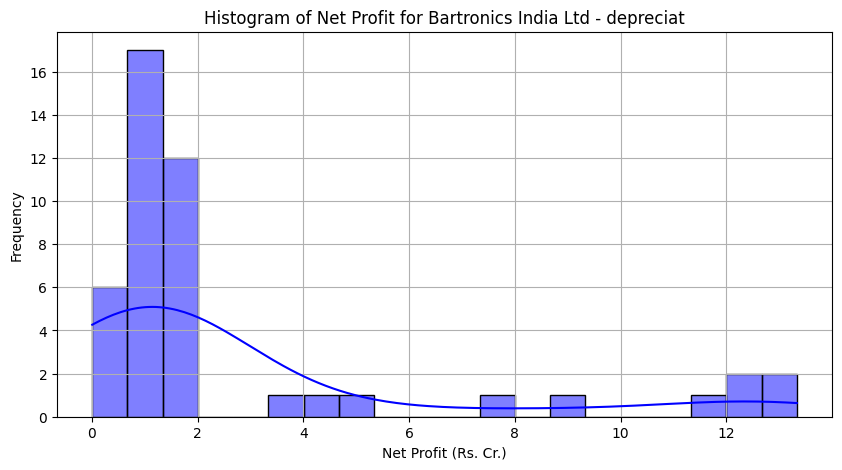 Histogram of Net Profit for Bartronics India Ltd - depreciat
16
14
12
10
8
6
4
2
0
Frequency
0 2 4 6 8 10 12
Net Profit (Rs. Cr.)